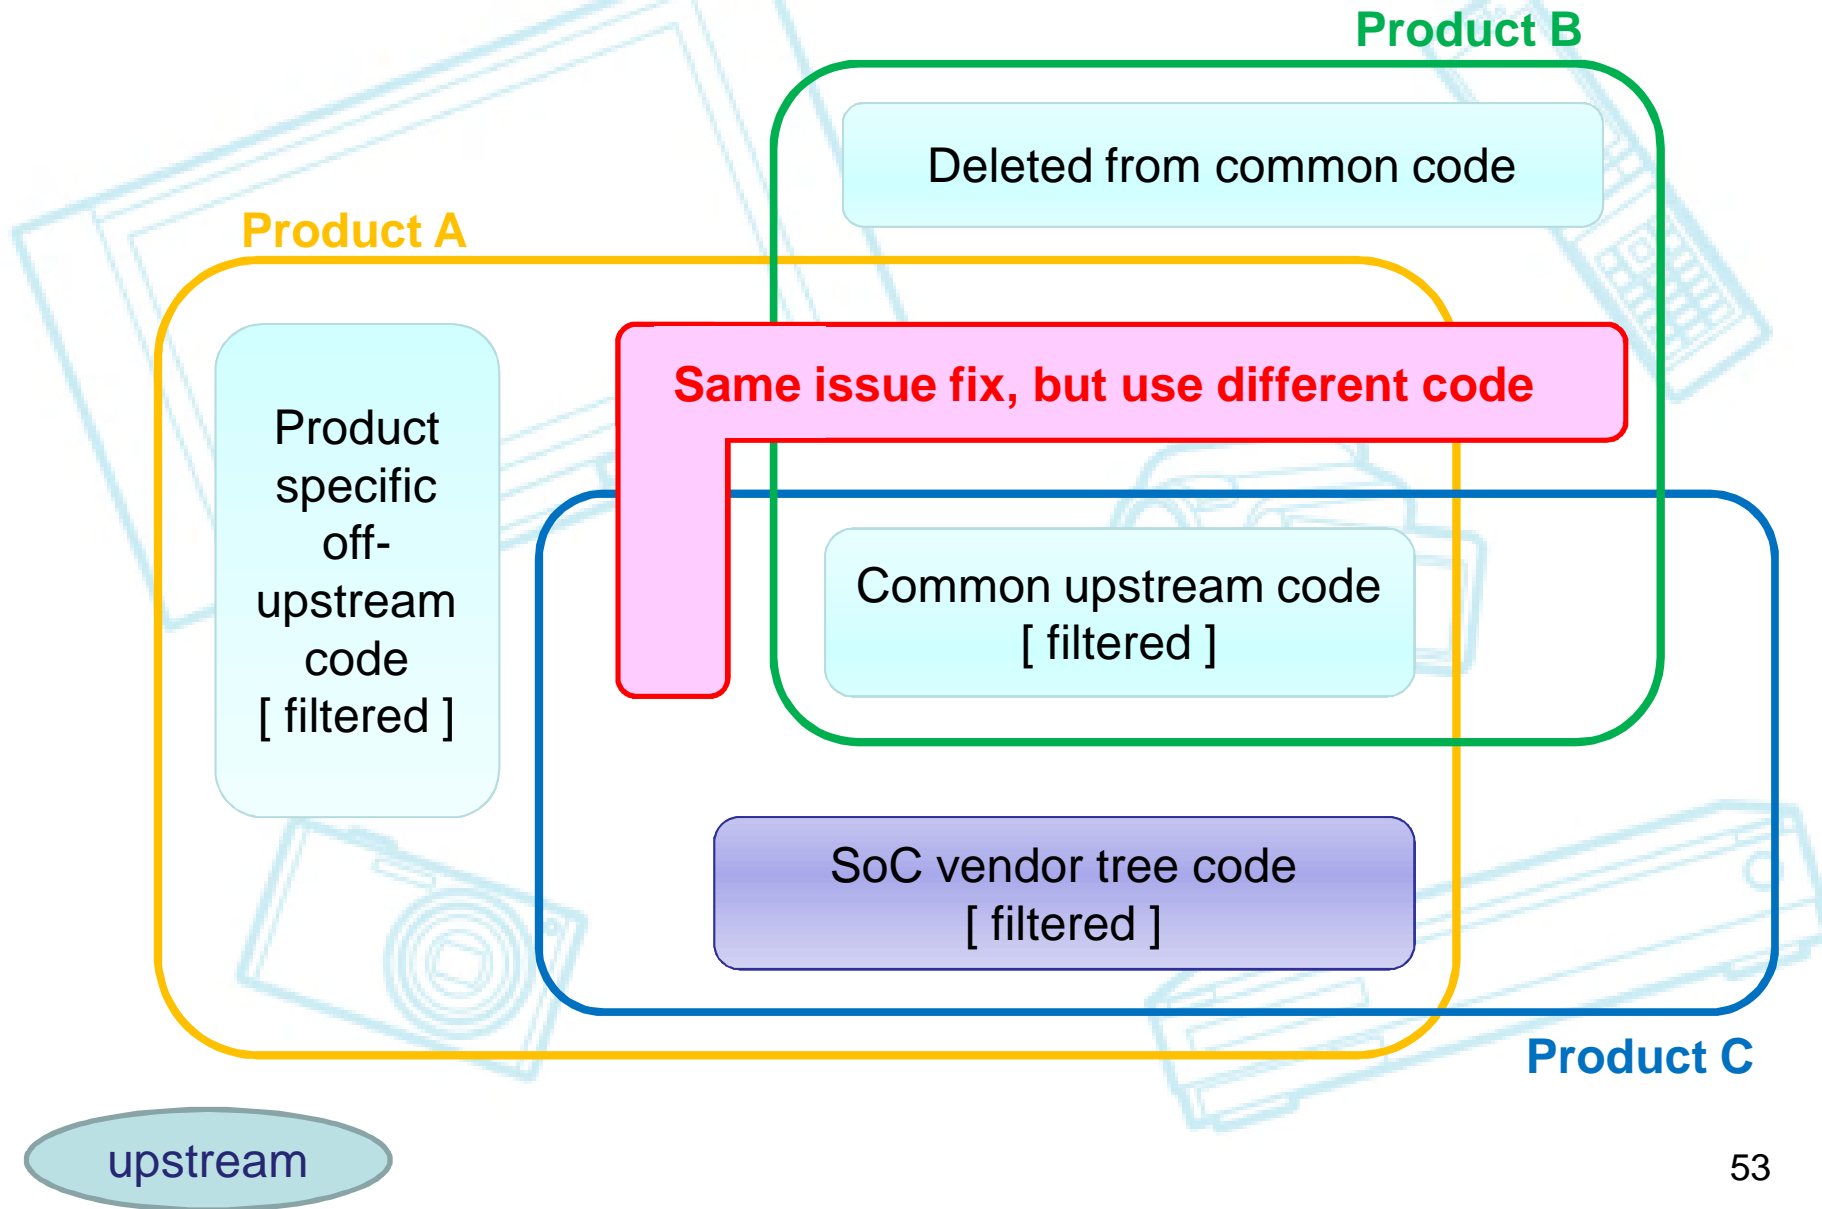 Product B
Deleted from common code
Product A
Same issue fix, but use different code
Product
specific
off-
upstream
code
[ filtered ]
Common upstream code
[ filtered ]
SoC vendor tree code
[ filtered ]
Product C
upstream
53